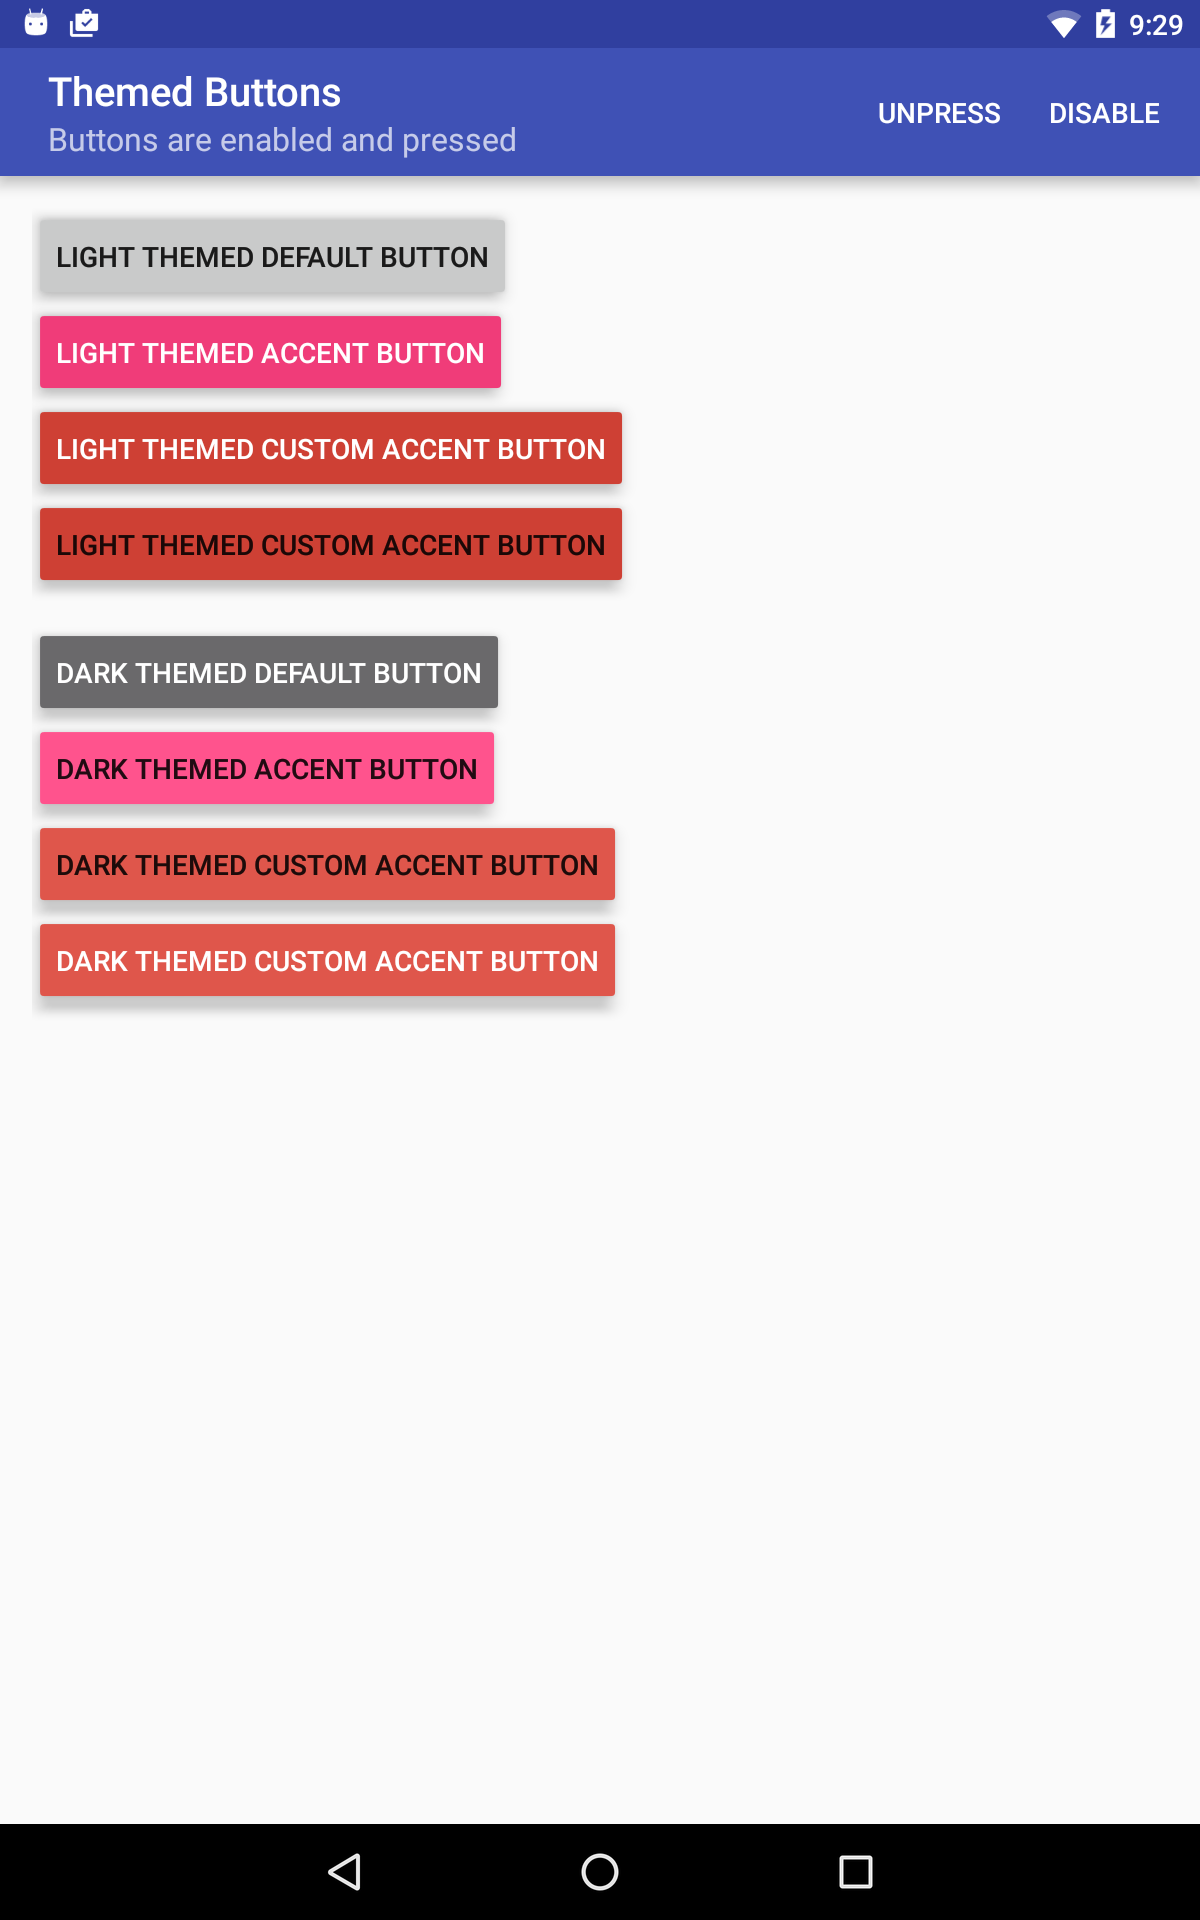 9:29
Themed Buttons
Buttons are enabled and pressed
UNPRESS DISABLE
LIGHT THEMED DEFAULT BUTTON
LIGHT THEMED ACCENT BUTTON
LIGHT THEMED CUSTOM ACCENT BUTTON
LIGHT THEMED CUSTOM ACCENT BUTTON
DARK THEMED DEFAULT BUTTON
DARK THEMED ACCENT BUTTON
DARK THEMED CUSTOM ACCENT BUTTON
DARK THEMED CUSTOM ACCENT BUTTON